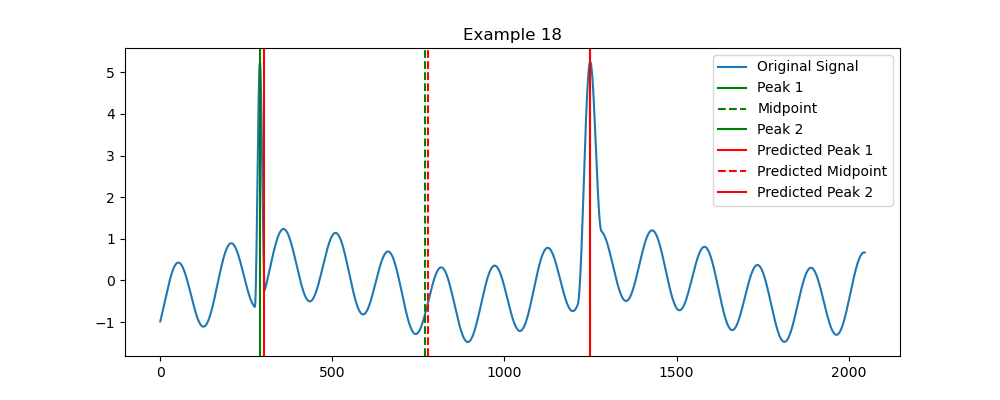 Example 18
Original Signal
Peak 1
Midpoint
Peak 2
Predicted Peak 1
Predicted Midpoint
Predicted Peak 2
5
4
3
2
1
0
−1
0 500 1000 1500 2000